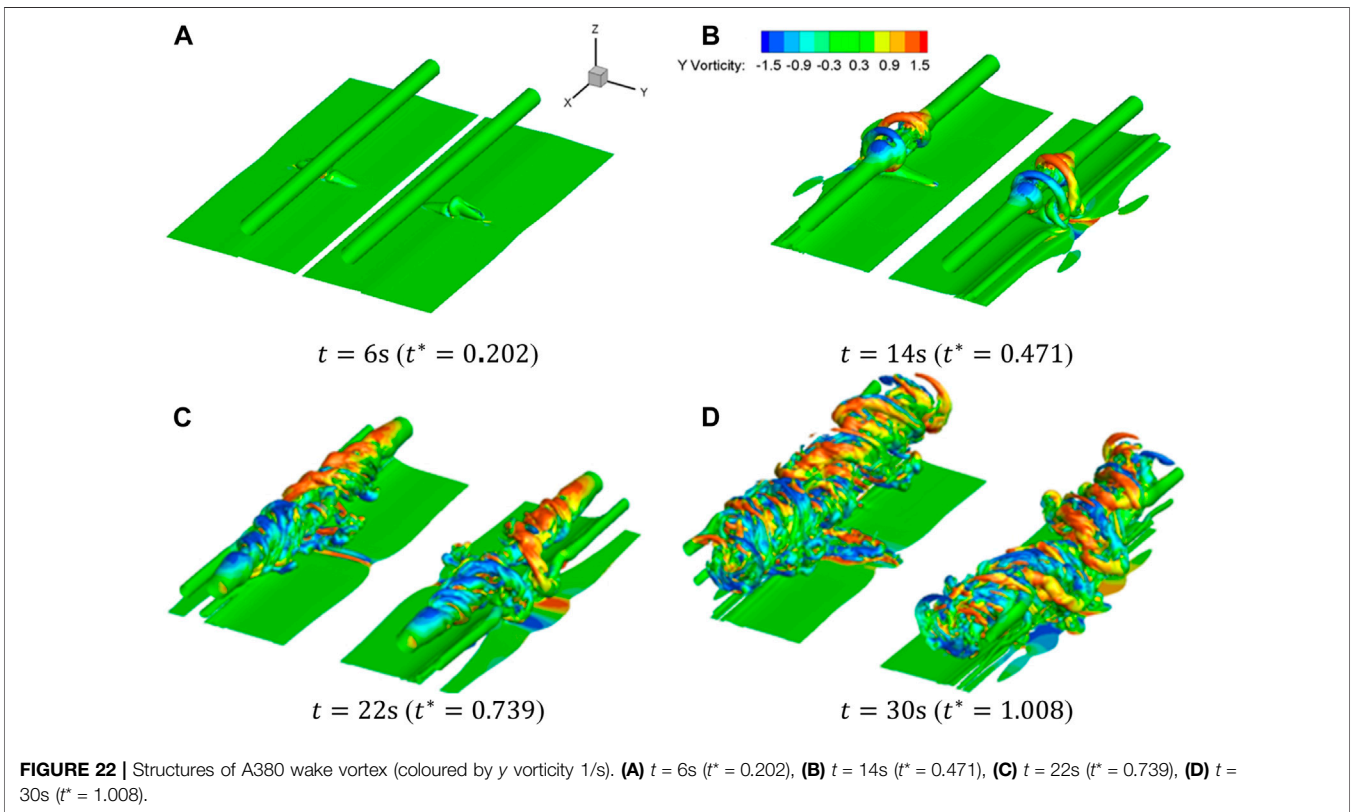 A
Z
X
Y
B
Y Vorticity: -1.5 -0.9 -0.3 0.3 0.9 1.5
t = 6s (t* = 0.202)
t = 14s (t* = 0.471)
C
D
t = 22s (t* = 0.739)
t = 30s (t* = 1.008)
FIGURE 22 | Structures of A380 wake vortex (coloured by y vorticity 1/s). (A) t = 6s (t* = 0.202), (B) t = 14s (t* = 0.471), (C) t = 22s (t* = 0.739), (D) t =
30s (t* = 1.008).